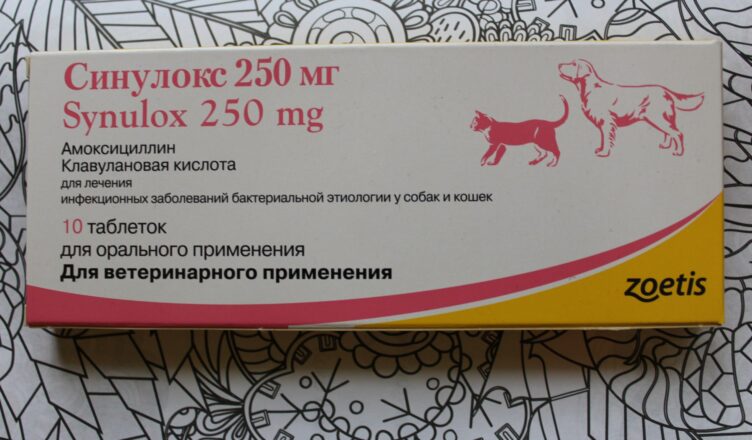 Синулокс 250 мг
Synulox 250 mg
Амоксициллин
Клавулановая кислота
для лечения
инфекционных заболеваний бактериальной этиологии у собак и кошек
10 таблеток
для орального применения
Для ветеринарного применения
zoetis